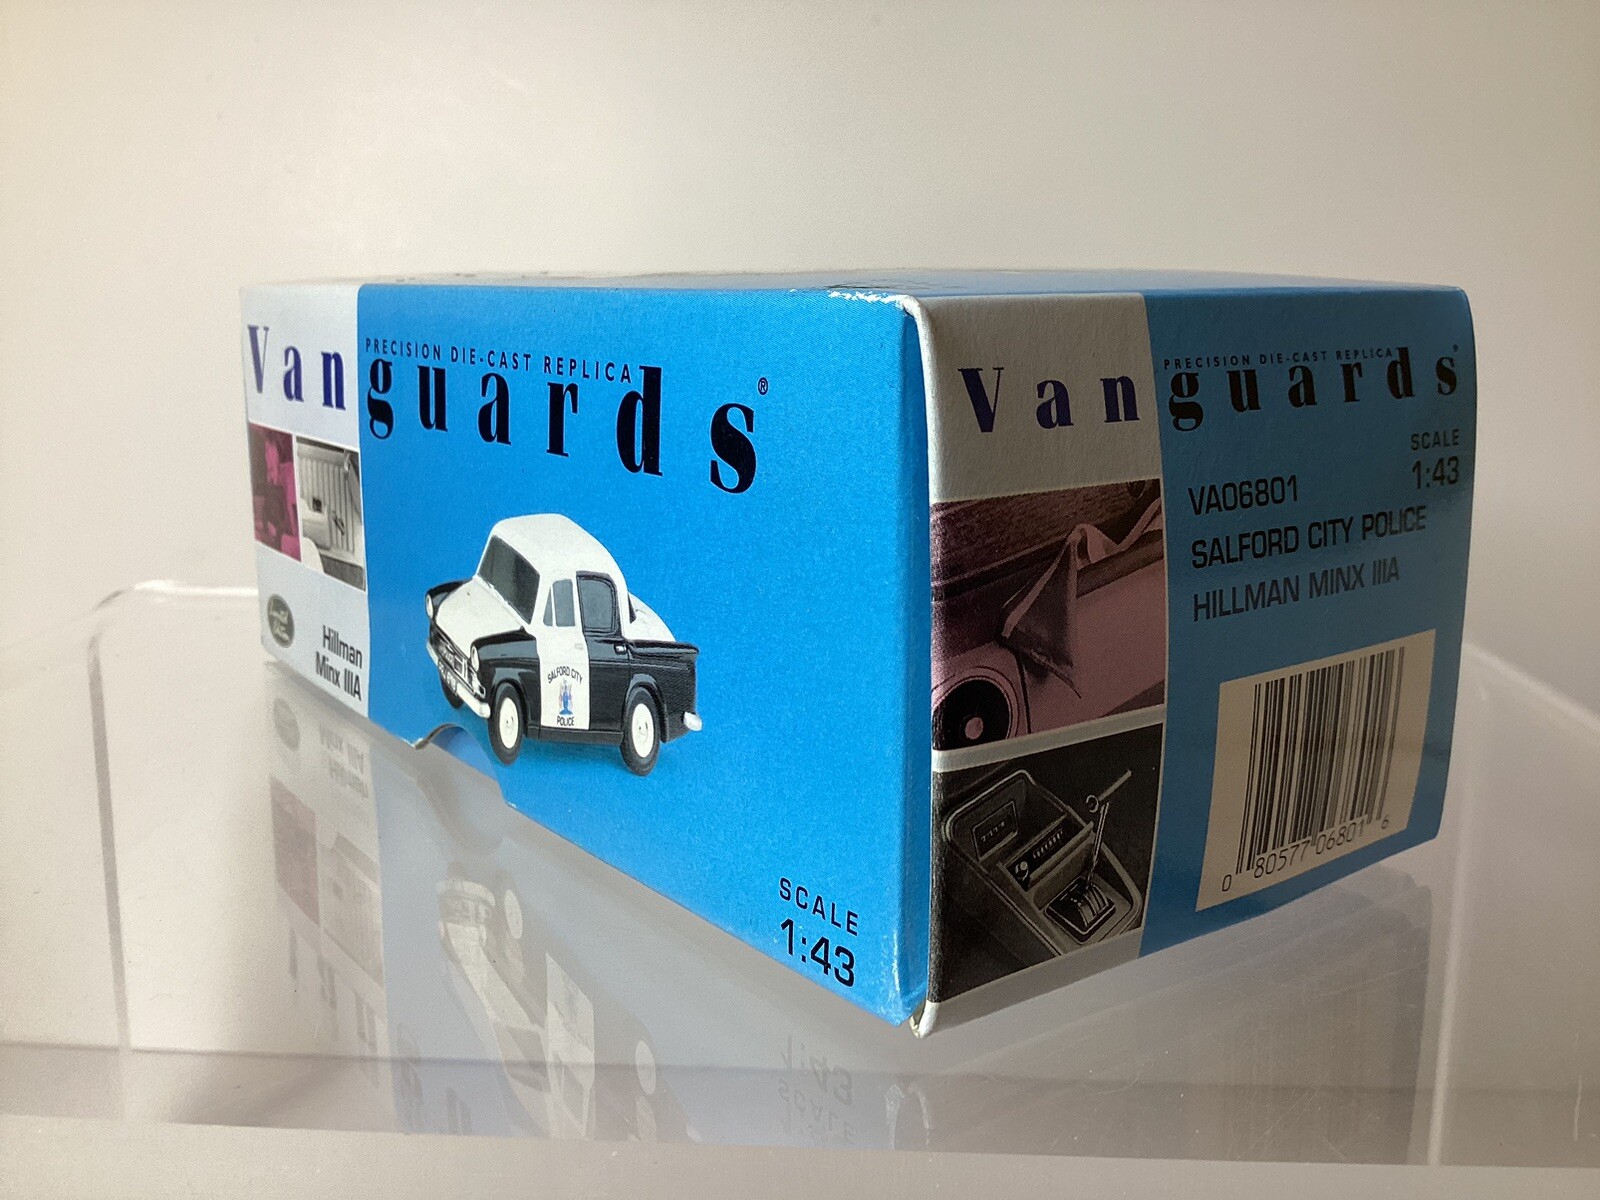 Vanguards®
PRECISION DIE-CAST REPLICA
Hillman
Minx IIIA
SALFORD CITY
POLICE
SCALE
1:43
Vanguards®
PRECISION DIE-CAST REPLICA
SCALE
1:43
VA06801
SALFORD CITY POLICE
HILLMAN MINX IIIA
0 80577 06801 6